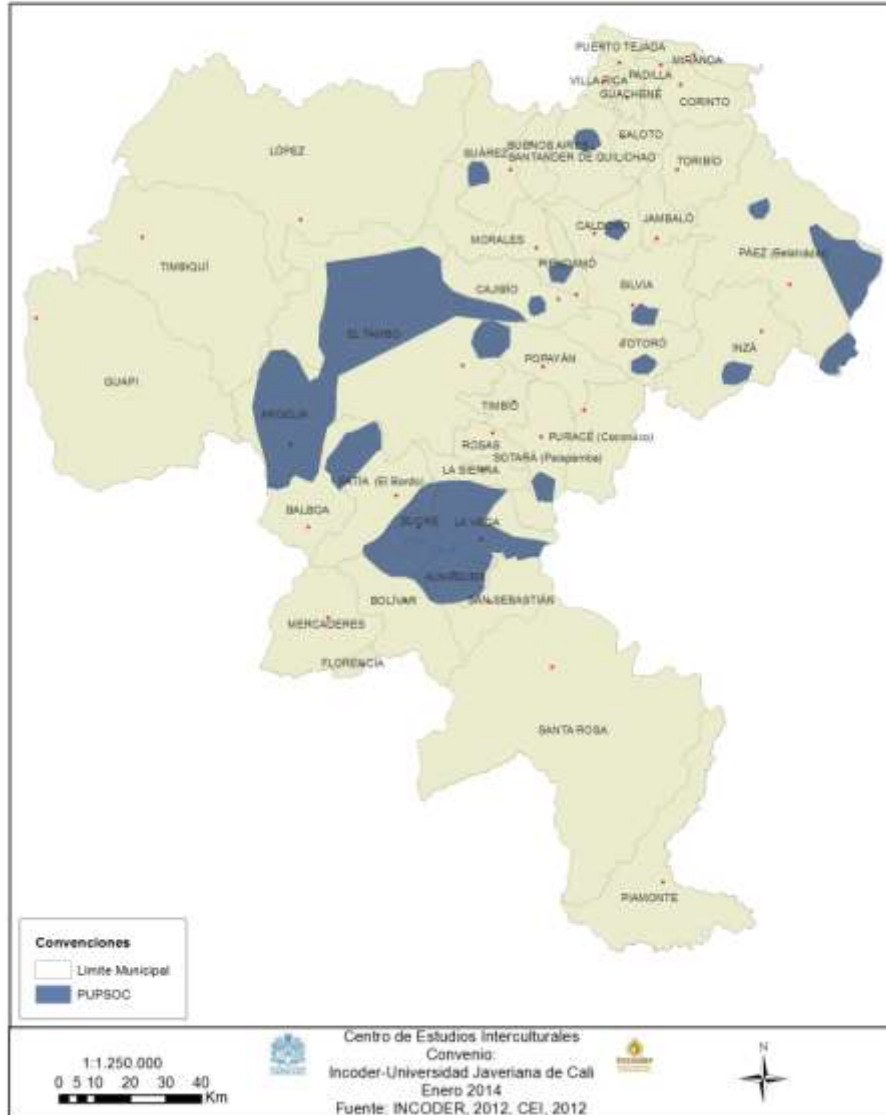 PUERTO TEJADA
MIRANDA
PADILLA
VILLA RICA
GUACHENÉ
CORINTO
CALOTO
LÓPEZ
SUÁREZ
BUENOS AIRES
SANTANDER DE QUILICHAO
TORIBÍO
CALDONO
JAMBALÓ
MORALES
TIMBIQUÍ
PIENDAMÓ
PÁEZ (Belalcázar)
CAJIBÍO
SILVIA
EL TAMBO
TOTORÓ
INZÁ
POPAYÁN
GUAPI
TIMBÍO
ARGELIA
PURACÉ (Coconuco)
ROSAS
SOTARA (Paispamba)
LA SIERRA
PATÍA (El Bordo)
BALBOA
SUCRE
LA VEGA
ALMAGUER
BOLÍVAR
SAN SEBASTIÁN
MERCADERES
FLORENCIA
SANTA ROSA
PIAMONTE
Convenciones
Límite Municipal
PUPSOC
1:1.250.000
0 5 10 20 30 40
Km
Centro de Estudios Interculturales
Convenio:
Incoder-Universidad Javeriana de Cali
Enero 2014
Fuente: INCODER, 2012, CEI, 2012
N